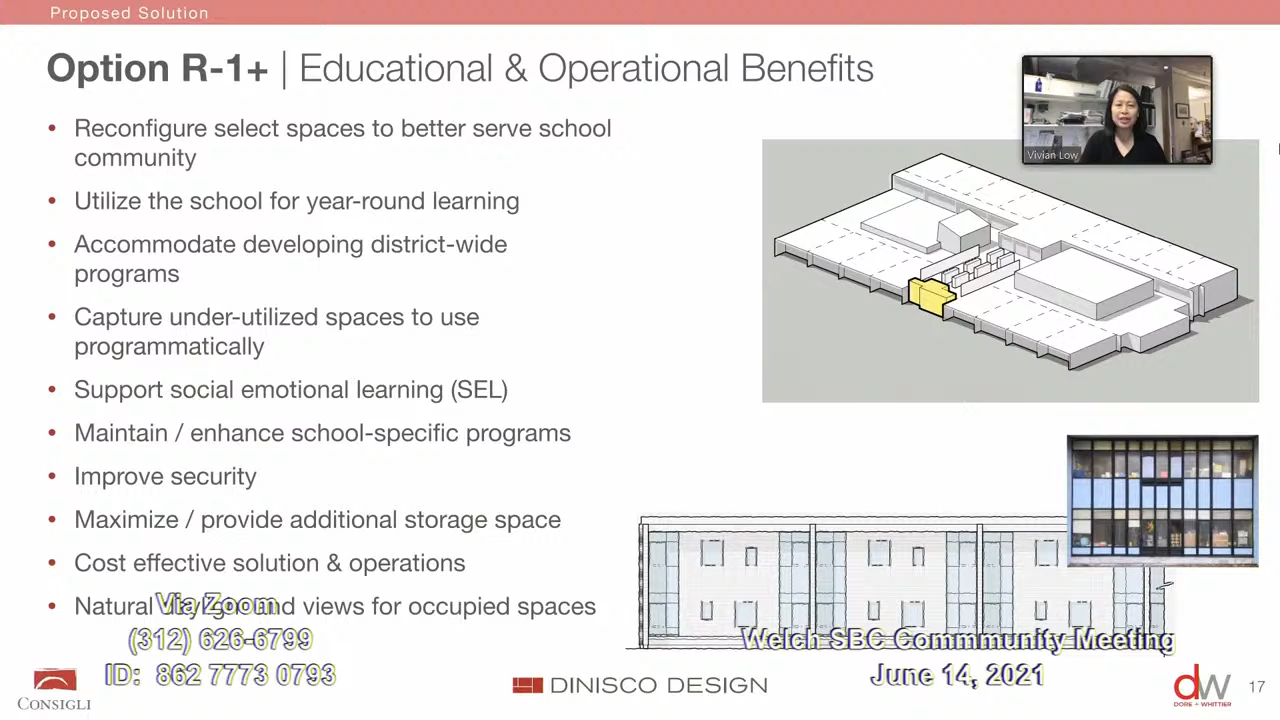 Proposed Solution
Option R-1+ | Educational & Operational Benefits
• Reconfigure select spaces to better serve school
community
• Utilize the school for year-round learning
• Accommodate developing district-wide
programs
• Capture under-utilized spaces to use
programmatically
• Support social emotional learning (SEL)
• Maintain / enhance school-specific programs
• Improve security
• Maximize / provide additional storage space
• Cost effective solution & operations
• Natural and views for occupied spaces
Vivian Low
Via Zoom
(312) 626-6799
ID: 862 7773 0793
Welch SBC Commmunity Meeting
June 14, 2021
CONSIGLI
DINISCO DESIGN
dw
DORE + WHITTIER
17